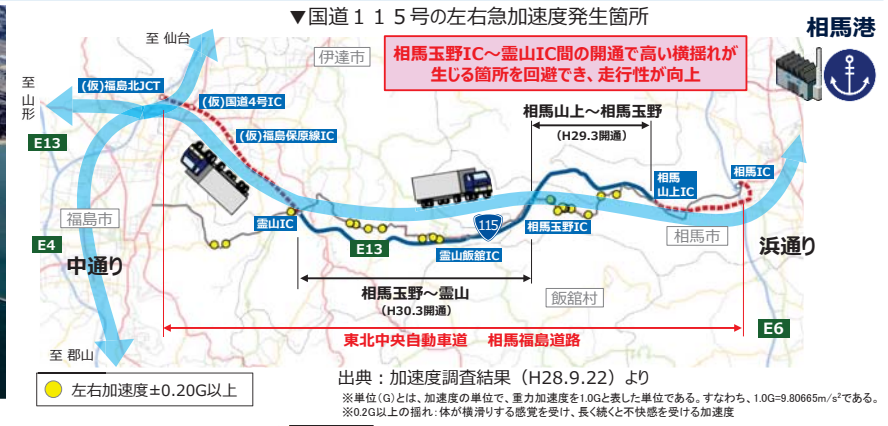 ▼国道１１５号の左右急加速度発生箇所
相馬港
至 仙台
伊達市
相馬玉野IC～霊山IC間の開通で高い横揺れが
生じる箇所を回避でき、走行性が向上
至
山
形
(仮)福島北JCT
(仮)国道4号IC
(仮)福島保原線IC
E13
相馬山上～相馬玉野
(H29.3開通)
相馬
山上IC
相馬IC
福島市
霊山IC
115
相馬玉野IC
相馬市
E4
中通り
E13
霊山飯舘IC
浜通り
相馬玉野～霊山
(H30.3開通)
飯舘村
東北中央自動車道　相馬福島道路
E6
至 郡山
左右加速度±0.20G以上
出典：加速度調査結果（H28.9.22）より
※単位(G)とは、加速度の単位で、重力加速度を1.0Gと表した単位である。すなわち、1.0G=9.80665m/s²である。
※0.2G以上の揺れ：体が横滑りする感覚を受け、長く続くと不快感を受ける加速度